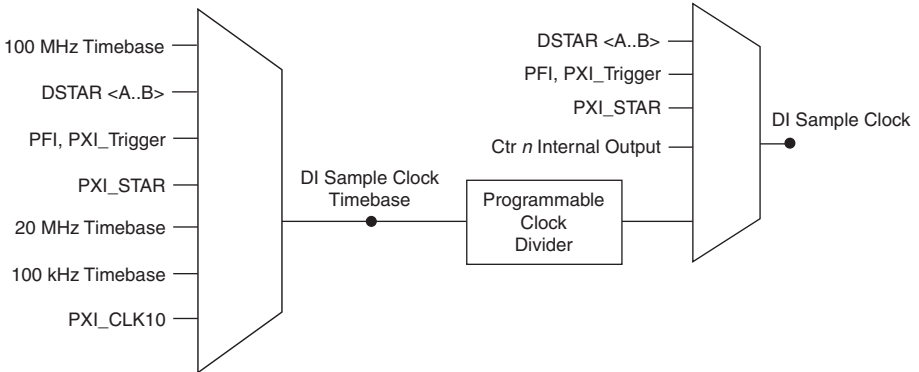 100 MHz Timebase
DSTAR <A..B>
PFI, PXI_Trigger
PXI_STAR
20 MHz Timebase
100 kHz Timebase
PXI_CLK10
DI Sample Clock
Timebase
Programmable
Clock
Divider
DSTAR <A..B>
PFI, PXI_Trigger
PXI_STAR
Ctr n Internal Output
DI Sample Clock